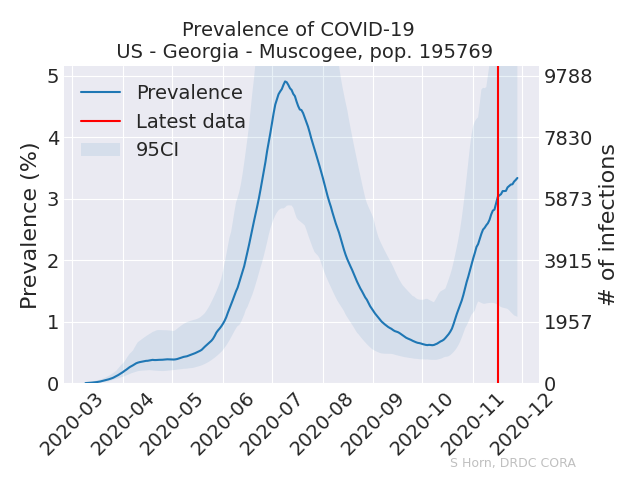 Prevalence of COVID-19
US - Georgia - Muscogee, pop. 195769
Prevalence
Latest data
95CI
Prevalence (%)
5
4
3
2
1
0
9788
7830
5873
3915
1957
0
# of infections
2020-03
2020-04
2020-05
2020-06
2020-07
2020-08
2020-09
2020-10
2020-11
2020-12
S Horn, DRDC CORA